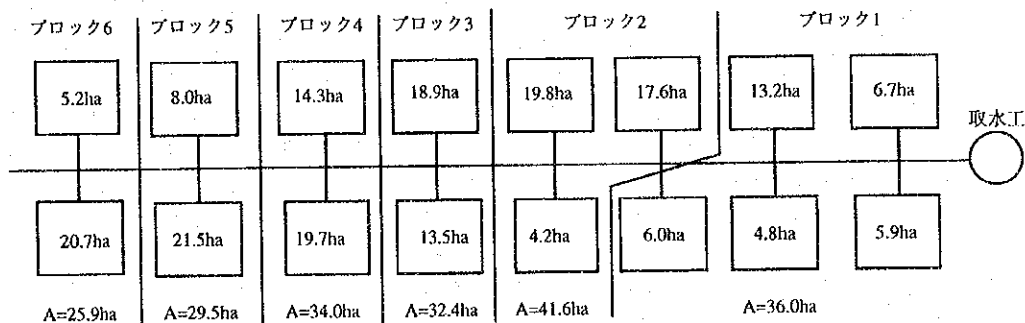 ブロック6 ブロック5 ブロック4 ブロック3 ブロック2 ブロック1
5.2ha 8.0ha 14.3ha 18.9ha 19.8ha 17.6ha 13.2ha 6.7ha
取水工
20.7ha 21.5ha 19.7ha 13.5ha 4.2ha 6.0ha 4.8ha 5.9ha
A=25.9ha A=29.5ha A=34.0ha A=32.4ha A=41.6ha A=36.0ha